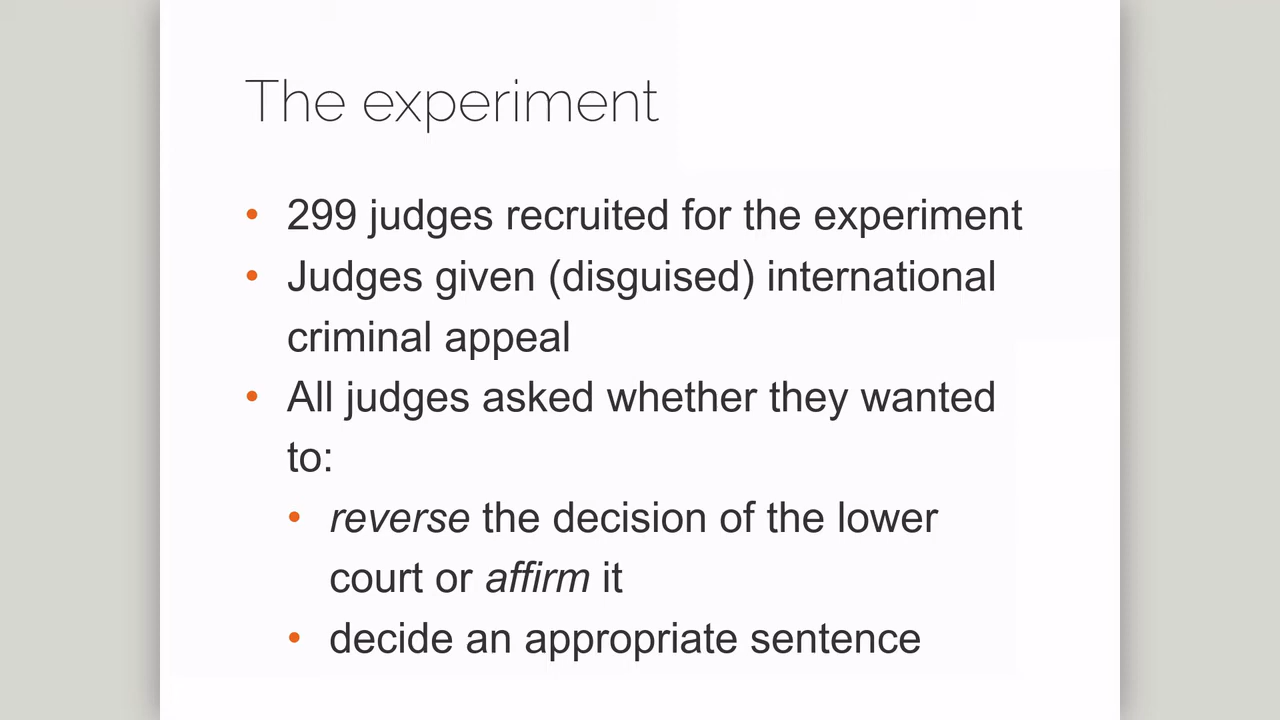 The experiment
• 299 judges recruited for the experiment
• Judges given (disguised) international
criminal appeal
• All judges asked whether they wanted
to:
• reverse the decision of the lower
court or affirm it
• decide an appropriate sentence